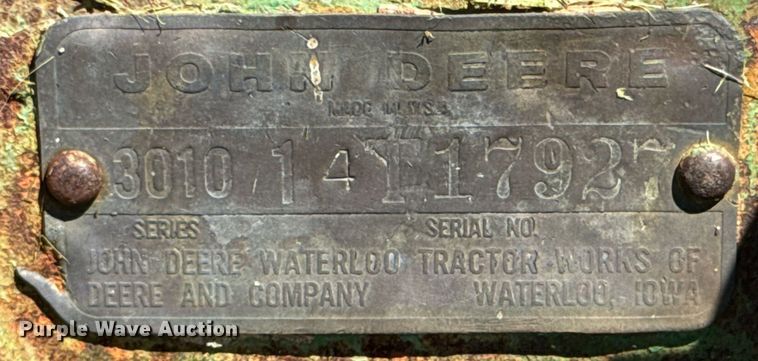 JOHN DEERE
MADE IN U.S.A.
3010 14T17927
SERIES SERIAL NO.
JOHN DEERE WATERLOO TRACTOR WORKS OF
DEERE AND COMPANY WATERLOO, IOWA
Purple Wave Auction